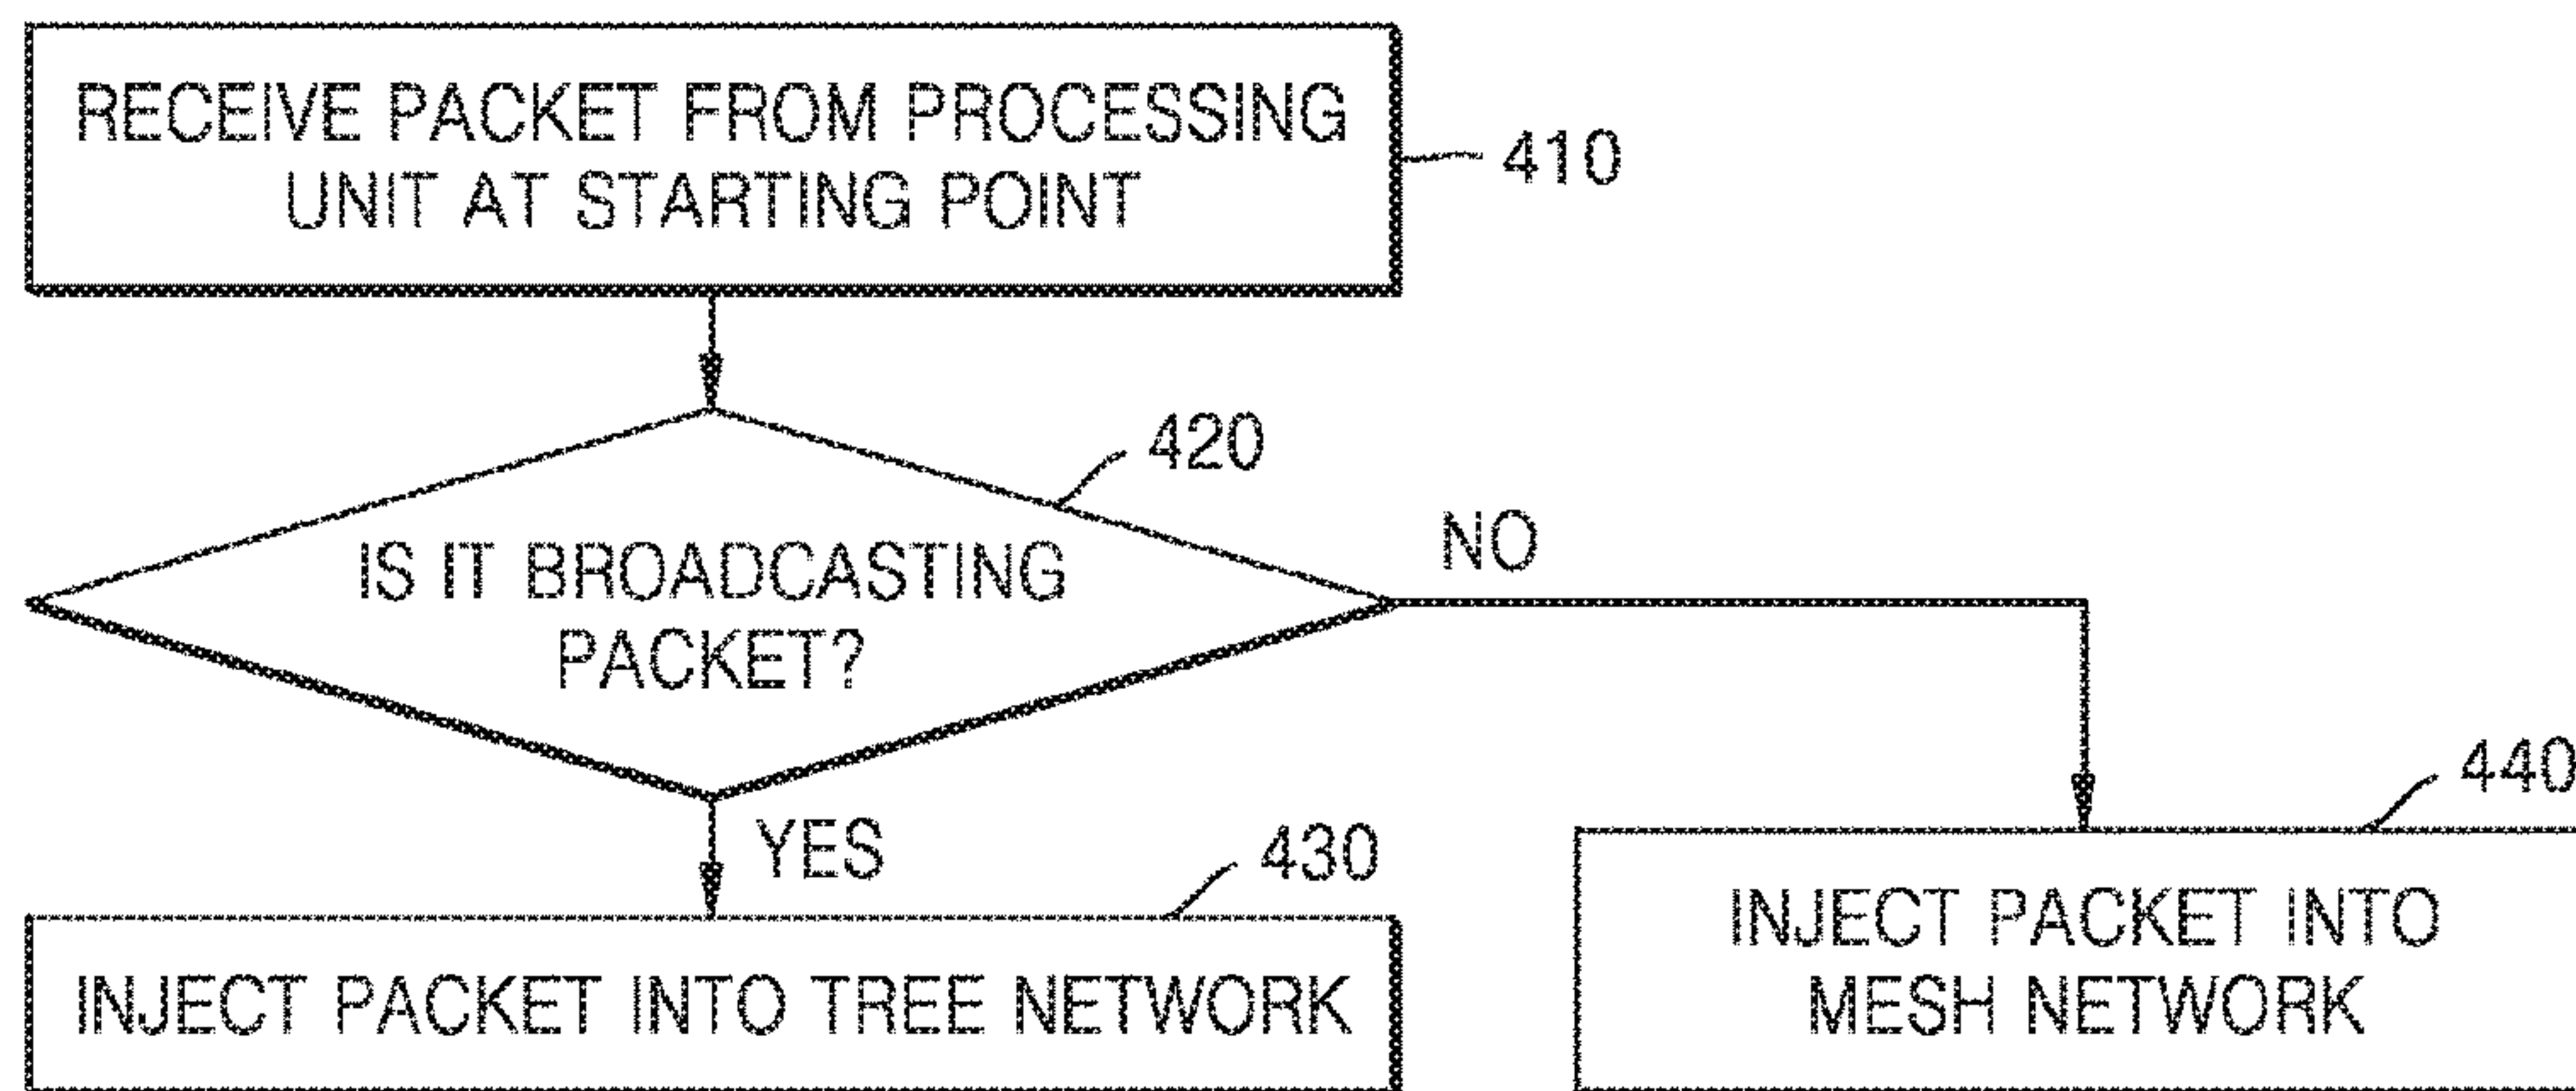 RECEIVE PACKET FROM PROCESSING
UNIT AT STARTING POINT
410
420
IS IT BROADCASTING
PACKET?
NO
YES
430
440
INJECT PACKET INTO TREE NETWORK
INJECT PACKET INTO
MESH NETWORK